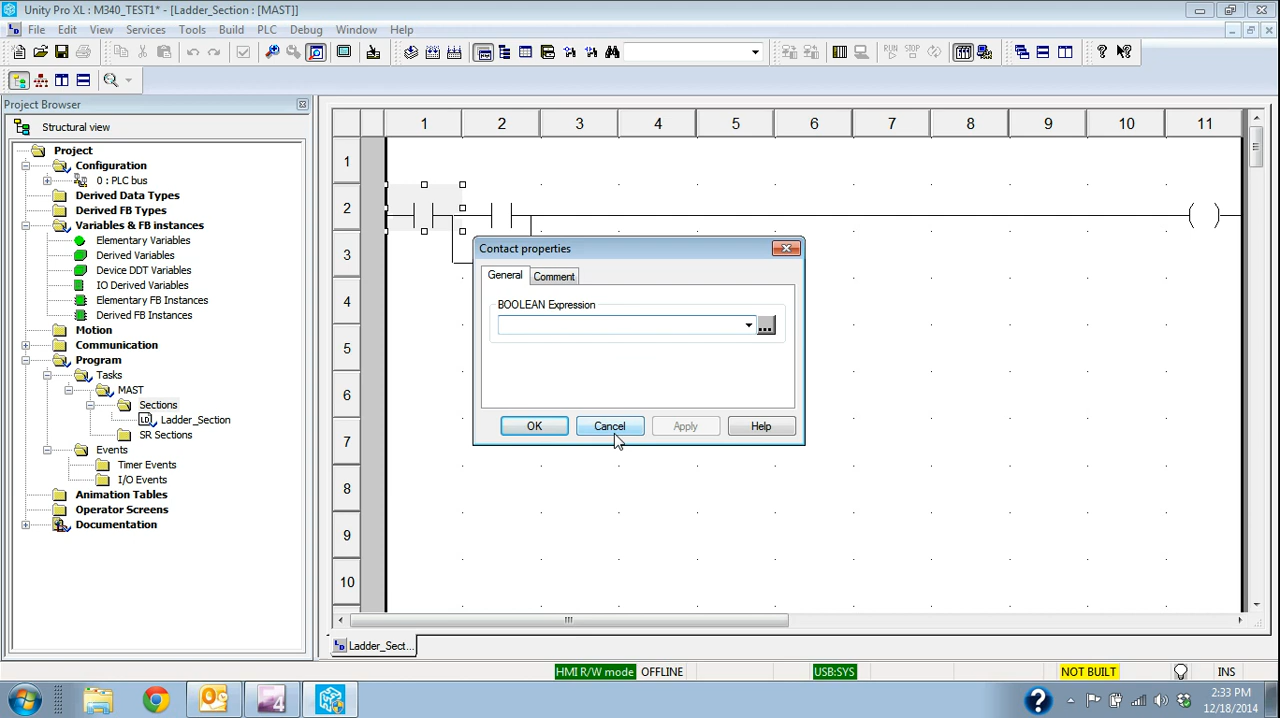 Unity Pro XL : M340_TEST1* - [Ladder_Section : [MAST]]
File Edit View Services Tools Build PLC Debug Window Help
Project Browser
Structural view
Project
Configuration
0 : PLC bus
Derived Data Types
Derived FB Types
Variables & FB instances
Elementary Variables
Derived Variables
Device DDT Variables
IO Derived Variables
Elementary FB Instances
Derived FB Instances
Motion
Communication
Program
Tasks
MAST
Sections
LD Ladder_Section
SR Sections
Events
Timer Events
I/O Events
Animation Tables
Operator Screens
Documentation
1 2 3 4 5 6 7 8 9 10 11
1
2
3
4
5
6
7
8
9
10
Contact properties
General Comment
BOOLEAN Expression
...
OK Cancel Apply Help
Ladder_Sect...
HMI R/W mode OFFLINE USB:SYS NOT BUILT INS
2:33 PM
12/18/2014